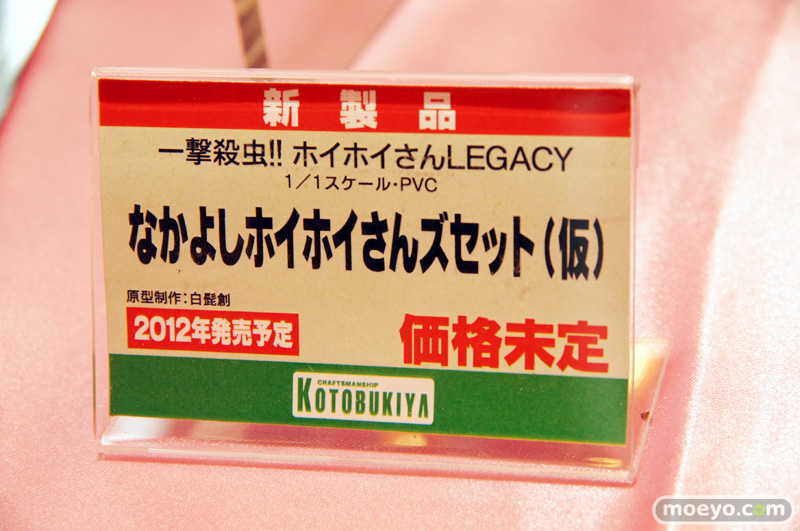 新製品
一撃殺虫!! ホイホイさんLEGACY
1/1スケール・PVC
なかよしホイホイさんズセット(仮)
原型制作:白髭創
2012年発売予定
価格未定
CRAFTSMANSHIP
KOTOBUKIYA
moeyo.com